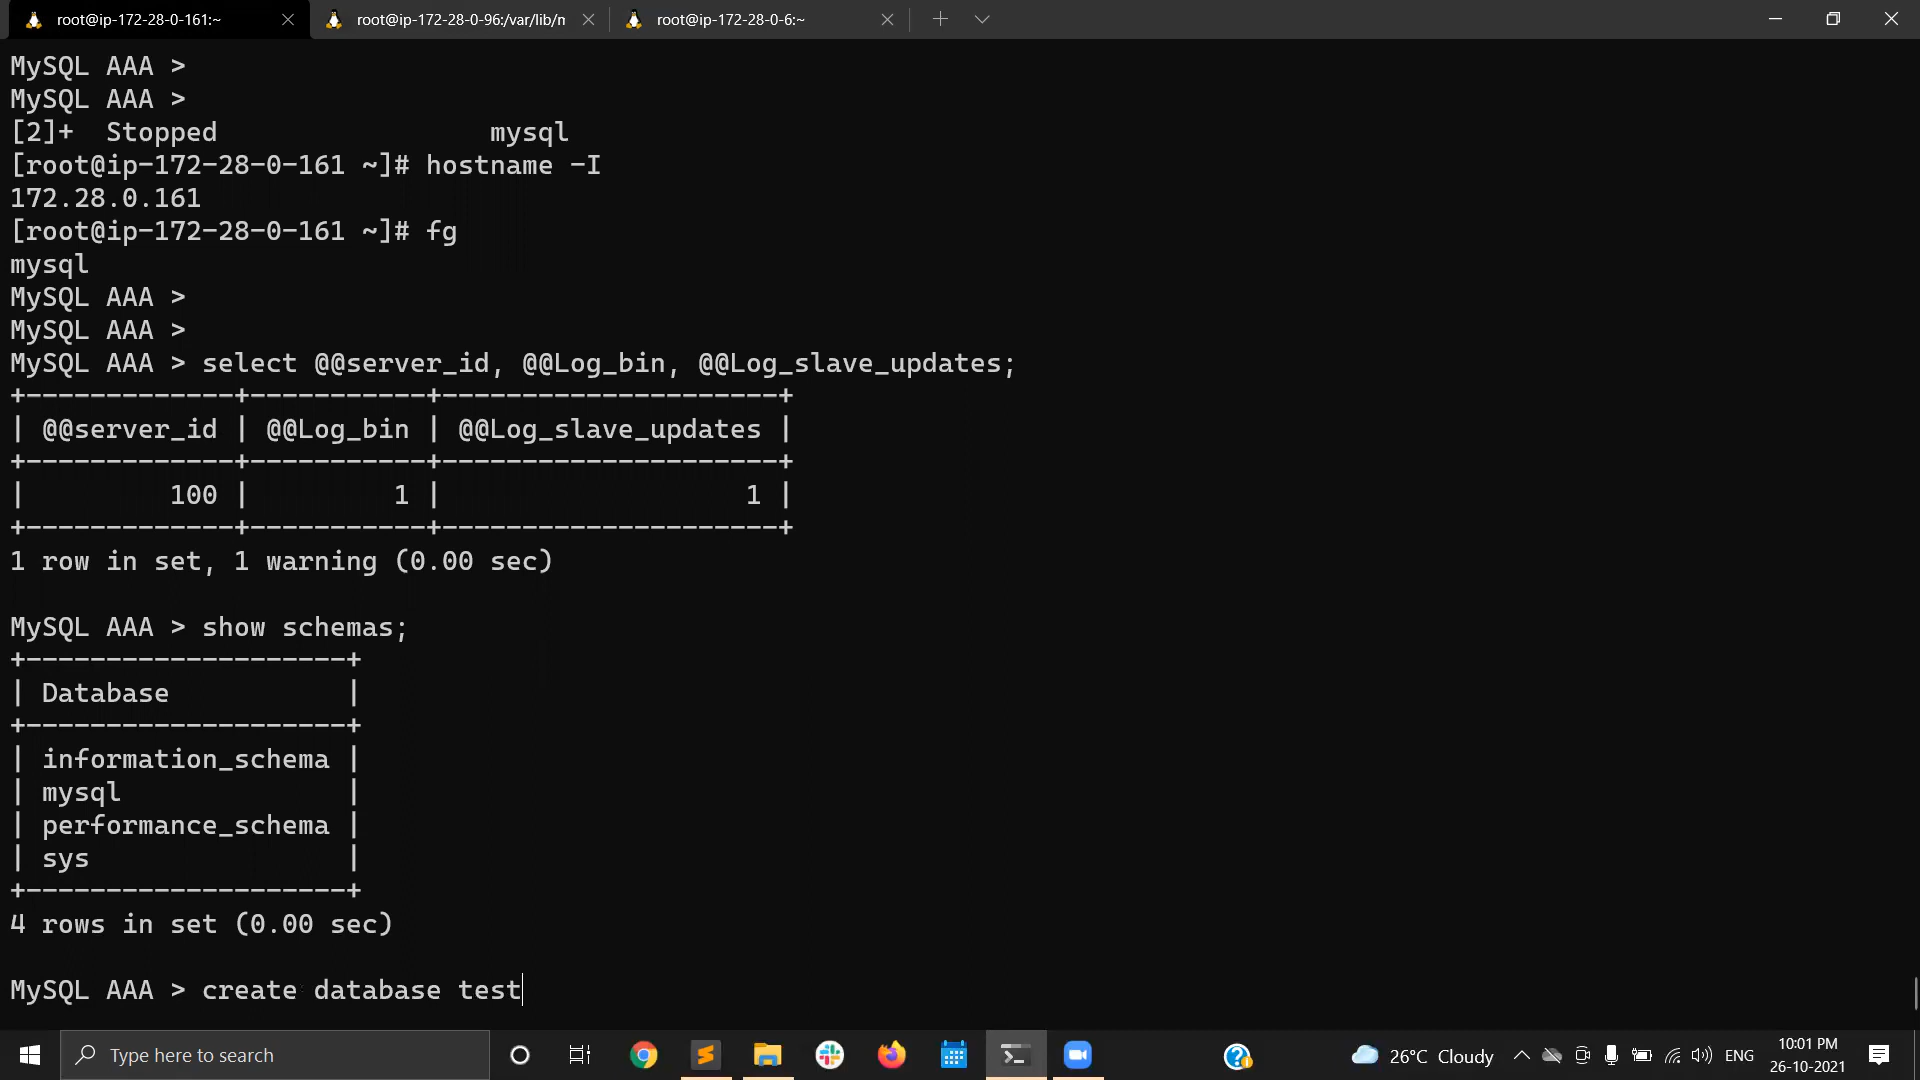 root@ip-172-28-0-161:~
root@ip-172-28-0-96:/var/lib/n
root@ip-172-28-0-6:~
MySQL AAA >
MySQL AAA >
[2]+  Stopped                 mysql
[root@ip-172-28-0-161 ~]# hostname -I
172.28.0.161
[root@ip-172-28-0-161 ~]# fg
mysql
MySQL AAA >
MySQL AAA >
MySQL AAA > select @@server_id, @@Log_bin, @@Log_slave_updates;
+-------------+-----------+---------------------+
| @@server_id | @@Log_bin | @@Log_slave_updates |
+-------------+-----------+---------------------+
|         100 |         1 |                   1 |
+-------------+-----------+---------------------+
1 row in set, 1 warning (0.00 sec)
MySQL AAA > show schemas;
+--------------------+
| Database           |
+--------------------+
| information_schema |
| mysql              |
| performance_schema |
| sys                |
+--------------------+
4 rows in set (0.00 sec)
MySQL AAA > create database test
Type here to search
26°C Cloudy
ENG
10:01 PM
26-10-2021